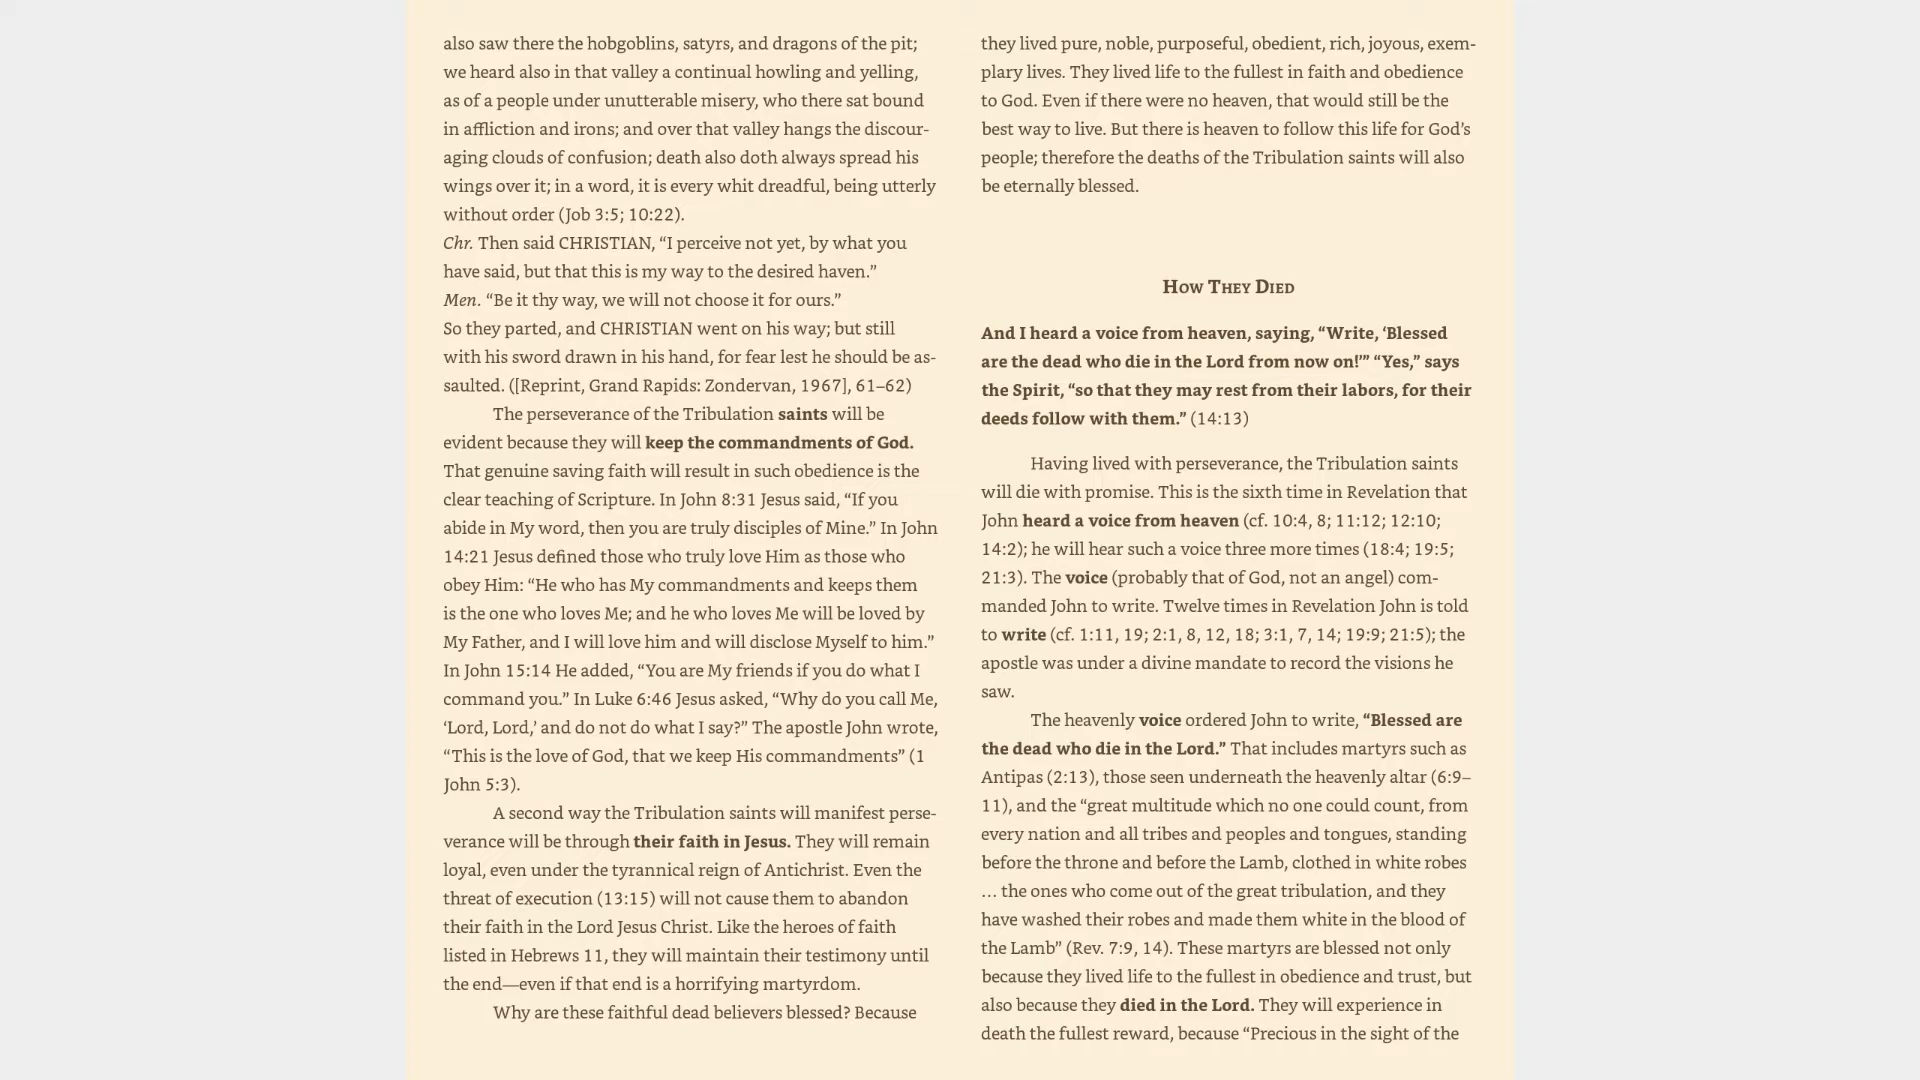 also saw there the hobgoblins, satyrs, and dragons of the pit;
we heard also in that valley a continual howling and yelling,
as of a people under unutterable misery, who there sat bound
in affliction and irons; and over that valley hangs the discour-
aging clouds of confusion; death also doth always spread his
wings over it; in a word, it is every whit dreadful, being utterly
without order (Job 3:5; 10:22).
Chr. Then said CHRISTIAN, “I perceive not yet, by what you
have said, but that this is my way to the desired haven.”
Men. “Be it thy way, we will not choose it for ours.”
So they parted, and CHRISTIAN went on his way; but still
with his sword drawn in his hand, for fear lest he should be as-
saulted. ([Reprint, Grand Rapids: Zondervan, 1967], 61–62)
The perseverance of the Tribulation saints will be
evident because they will keep the commandments of God.
That genuine saving faith will result in such obedience is the
clear teaching of Scripture. In John 8:31 Jesus said, “If you
abide in My word, then you are truly disciples of Mine.” In John
14:21 Jesus defined those who truly love Him as those who
obey Him: “He who has My commandments and keeps them
is the one who loves Me; and he who loves Me will be loved by
My Father, and I will love him and will disclose Myself to him.”
In John 15:14 He added, “You are My friends if you do what I
command you.” In Luke 6:46 Jesus asked, “Why do you call Me,
‘Lord, Lord,’ and do not do what I say?” The apostle John wrote,
“This is the love of God, that we keep His commandments” (1
John 5:3).
A second way the Tribulation saints will manifest perse-
verance will be through their faith in Jesus. They will remain
loyal, even under the tyrannical reign of Antichrist. Even the
threat of execution (13:15) will not cause them to abandon
their faith in the Lord Jesus Christ. Like the heroes of faith
listed in Hebrews 11, they will maintain their testimony until
the end—even if that end is a horrifying martyrdom.
Why are these faithful dead believers blessed? Because
they lived pure, noble, purposeful, obedient, rich, joyous, exem-
plary lives. They lived life to the fullest in faith and obedience
to God. Even if there were no heaven, that would still be the
best way to live. But there is heaven to follow this life for God’s
people; therefore the deaths of the Tribulation saints will also
be eternally blessed.
How They Died
And I heard a voice from heaven, saying, “Write, ‘Blessed
are the dead who die in the Lord from now on!’” “Yes,” says
the Spirit, “so that they may rest from their labors, for their
deeds follow with them.” (14:13)
Having lived with perseverance, the Tribulation saints
will die with promise. This is the sixth time in Revelation that
John heard a voice from heaven (cf. 10:4, 8; 11:12; 12:10;
14:2); he will hear such a voice three more times (18:4; 19:5;
21:3). The voice (probably that of God, not an angel) com-
manded John to write. Twelve times in Revelation John is told
to write (cf. 1:11, 19; 2:1, 8, 12, 18; 3:1, 7, 14; 19:9; 21:5); the
apostle was under a divine mandate to record the visions he
saw.
The heavenly voice ordered John to write, “Blessed are
the dead who die in the Lord.” That includes martyrs such as
Antipas (2:13), those seen underneath the heavenly altar (6:9–
11), and the “great multitude which no one could count, from
every nation and all tribes and peoples and tongues, standing
before the throne and before the Lamb, clothed in white robes
… the ones who come out of the great tribulation, and they
have washed their robes and made them white in the blood of
the Lamb” (Rev. 7:9, 14). These martyrs are blessed not only
because they lived life to the fullest in obedience and trust, but
also because they died in the Lord. They will experience in
death the fullest reward, because “Precious in the sight of the